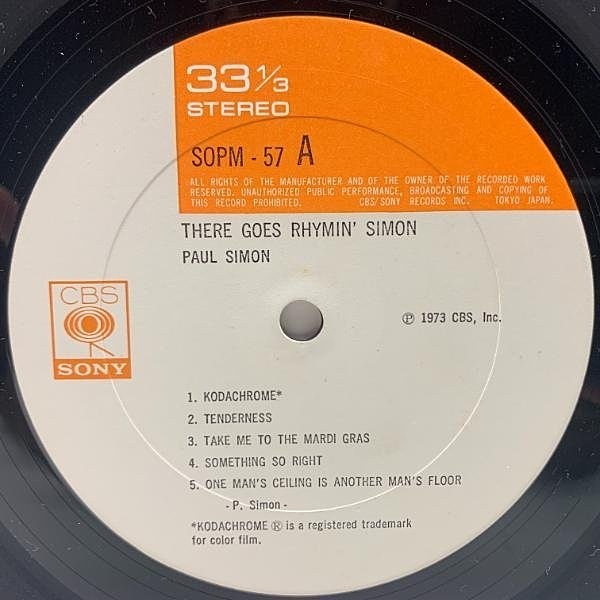 33 1/3
STEREO
SOPM - 57 A
ALL RIGHTS OF THE MANUFACTURER AND OF THE OWNER OF THE RECORDED WORK
RESERVED. UNAUTHORIZED PUBLIC PERFORMANCE, BROADCASTING AND COPYING OF
THIS RECORD PROHIBITED. CBS/SONY RECORDS INC. TOKYO JAPAN.
THERE GOES RHYMIN' SIMON
PAUL SIMON
CBS
SONY
Ⓟ 1973 CBS, Inc.
1. KODACHROME*
2. TENDERNESS
3. TAKE ME TO THE MARDI GRAS
4. SOMETHING SO RIGHT
5. ONE MAN'S CEILING IS ANOTHER MAN'S FLOOR
- P. Simon -
*KODACHROME ® is a registered trademark
for color film.